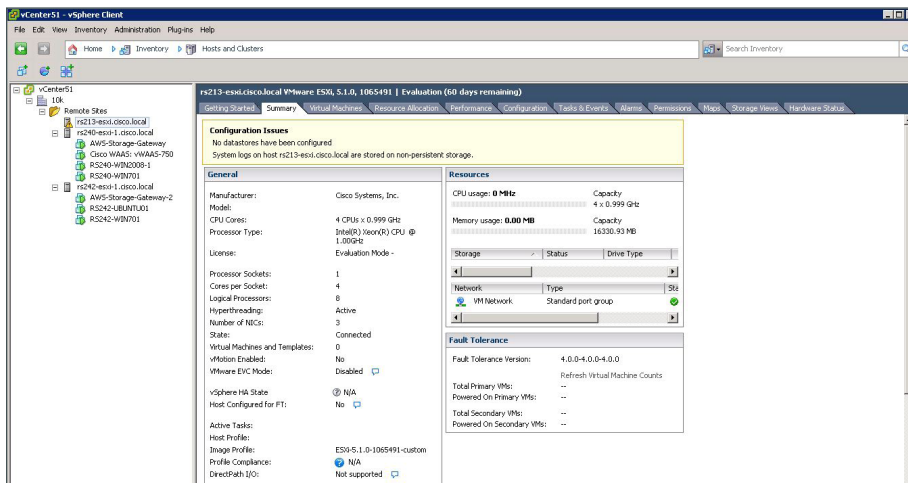 vCenter51 - vSphere Client
File Edit View Inventory Administration Plug-ins Help
Home Inventory Hosts and Clusters
Search Inventory
vCenter51
10k
Remote Sites
rs213-esxi.cisco.local
rs240-esxi-1.cisco.local
AWS-Storage-Gateway
Cisco WAAS: vWAAS-750
RS240-WIN2008-1
RS240-WIN701
rs242-esxi-1.cisco.local
AWS-Storage-Gateway-2
RS242-UBUNTU01
RS242-WIN701
rs213-esxi.cisco.local VMware ESXi, 5.1.0, 1065491 | Evaluation (60 days remaining)
Getting Started Summary Virtual Machines Resource Allocation Performance Configuration Tasks & Events Alarms Permissions Maps Storage Views Hardware Status
Configuration Issues
No datastores have been configured
System logs on host rs213-esxi.cisco.local are stored on non-persistent storage.
General
Manufacturer: Cisco Systems, Inc.
Model:
CPU Cores: 4 CPUs x 0.999 GHz
Processor Type: Intel(R) Xeon(R) CPU @
1.00GHz
License: Evaluation Mode -
Processor Sockets: 1
Cores per Socket: 4
Logical Processors: 8
Hyperthreading: Active
Number of NICs: 3
State: Connected
Virtual Machines and Templates: 0
vMotion Enabled: No
VMware EVC Mode: Disabled
vSphere HA State N/A
Host Configured for FT: No
Active Tasks:
Host Profile:
Image Profile: ESXi-5.1.0-1065491-custom
Profile Compliance: N/A
DirectPath I/O: Not supported
Resources
CPU usage: 0 MHz Capacity
4 x 0.999 GHz
Memory usage: 0.00 MB Capacity
16330.93 MB
Storage Status Drive Type
Network Type Sta
VM Network Standard port group
Fault Tolerance
Fault Tolerance Version: 4.0.0-4.0.0-4.0.0
Refresh Virtual Machine Counts
Total Primary VMs: --
Powered On Primary VMs: --
Total Secondary VMs: --
Powered On Secondary VMs: --